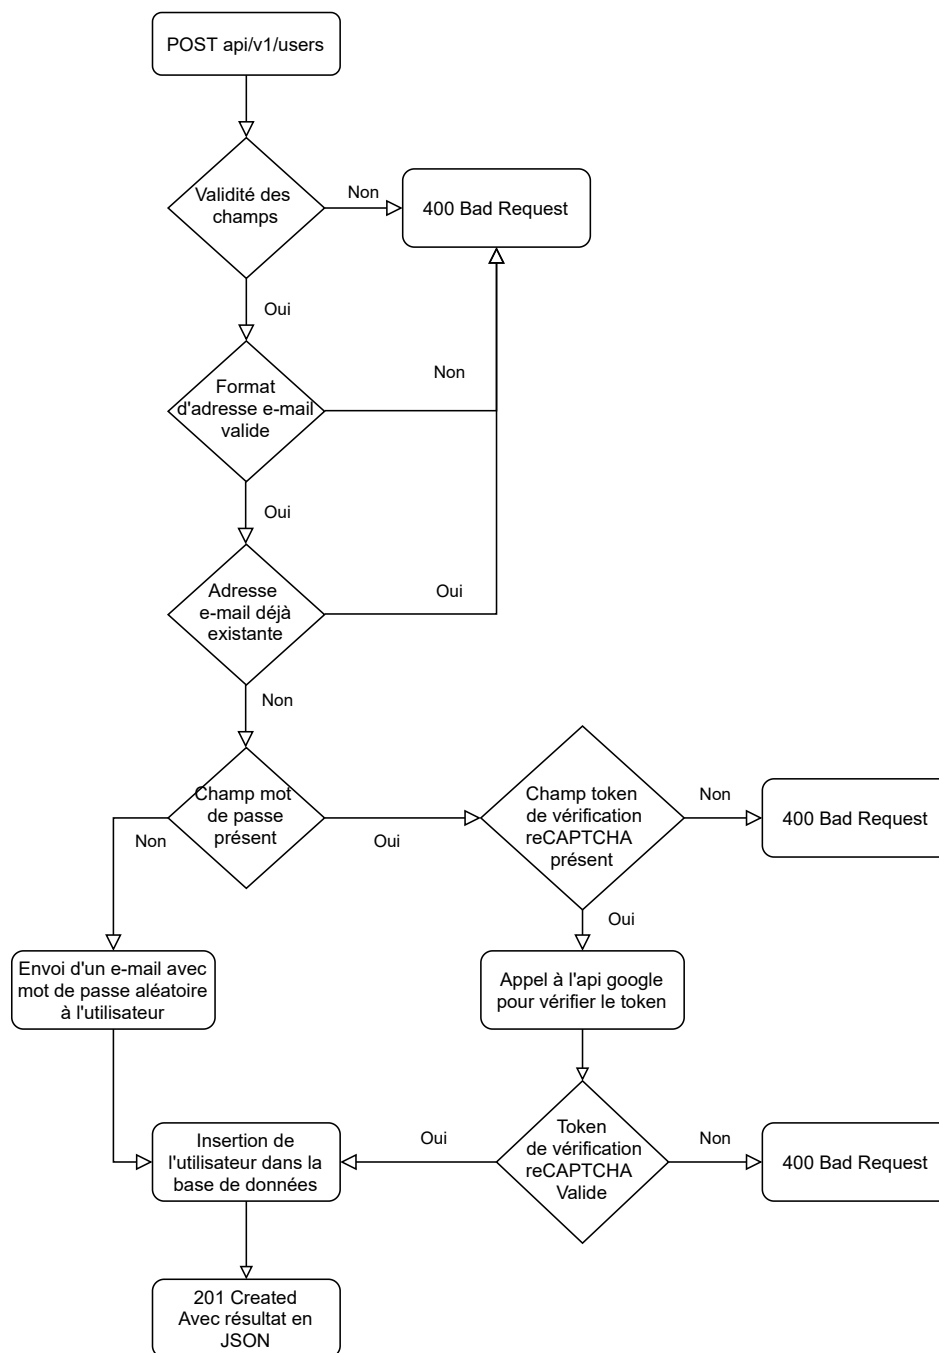 POST api/v1/users
Validité des
champs
Non
400 Bad Request
Oui
Format
d'adresse e-mail
valide
Non
Oui
Adresse
e-mail déjà
existante
Oui
Non
Champ mot
de passe
présent
Non
Oui
Champ token
de vérification
reCAPTCHA
présent
Non
400 Bad Request
Oui
Envoi d'un e-mail avec
mot de passe aléatoire
à l'utilisateur
Appel à l'api google
pour vérifier le token
Insertion de
l'utilisateur dans la
base de données
Oui
Token
de vérification
reCAPTCHA
Valide
Non
400 Bad Request
201 Created
Avec résultat en
JSON